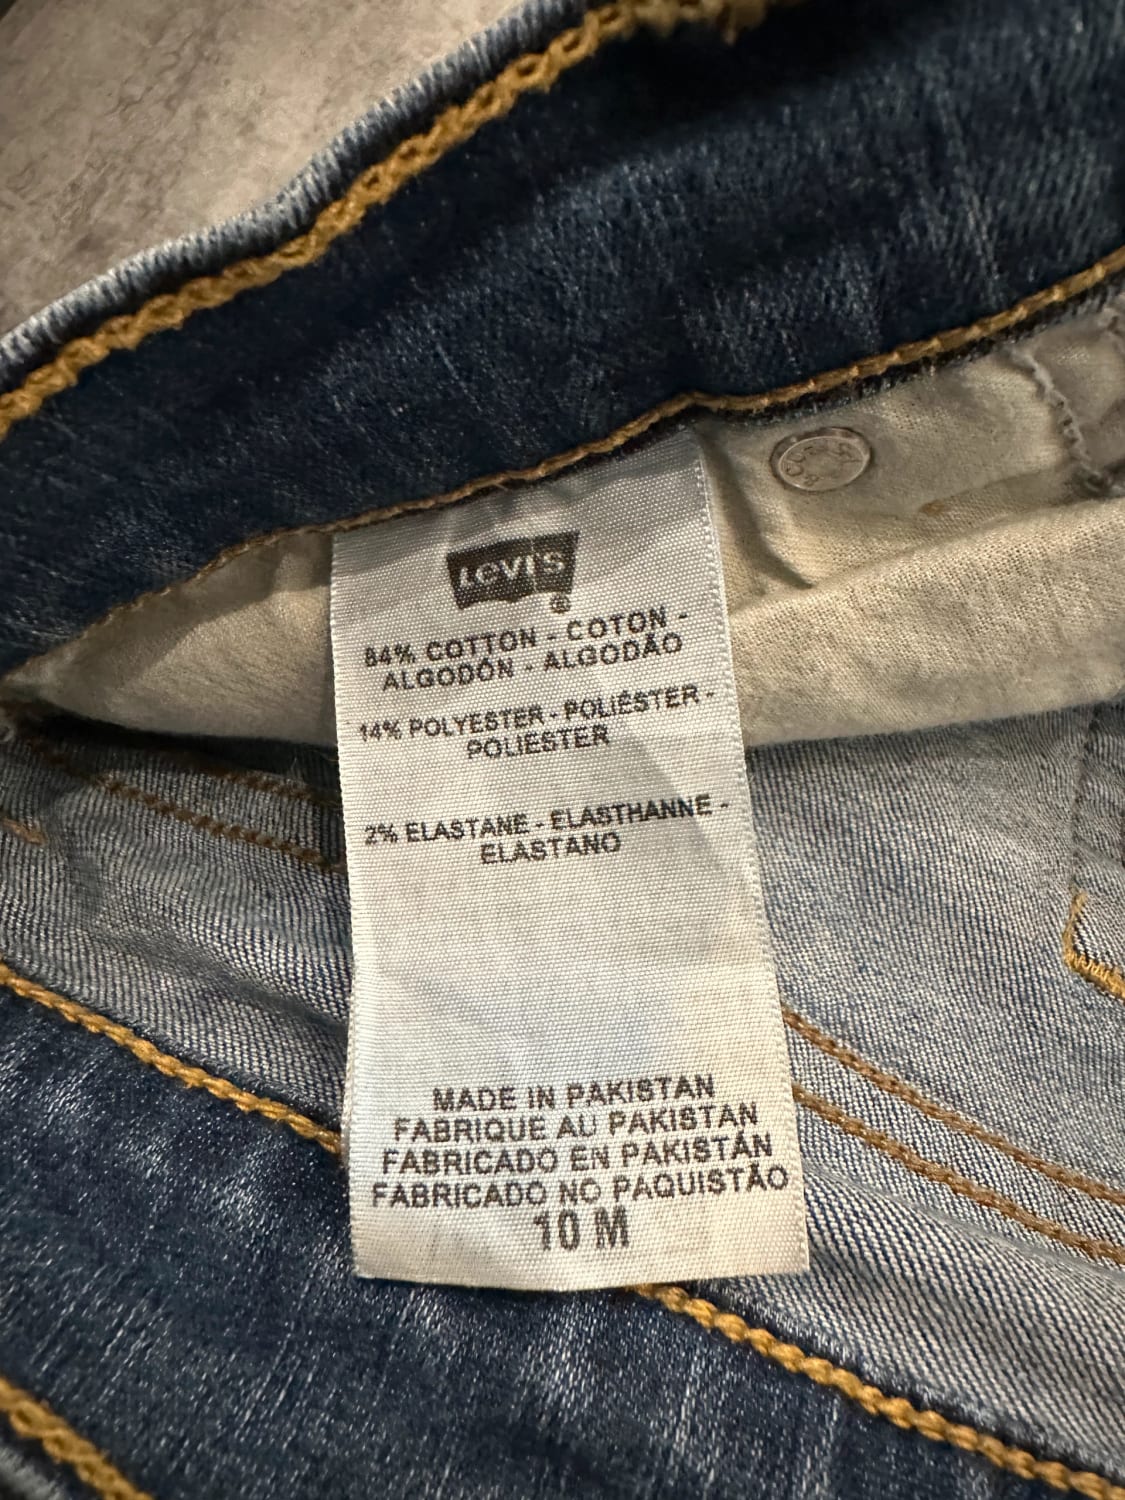 LEVI'S
®
84% COTTON - COTON -
ALGODÓN - ALGODÃO
14% POLYESTER - POLIÉSTER -
POLIESTER
2% ELASTANE - ELASTHANNE -
ELASTANO
MADE IN PAKISTAN
FABRIQUE AU PAKISTAN
FABRICADO EN PAKISTÁN
FABRICADO NO PAQUISTÃO
10 M